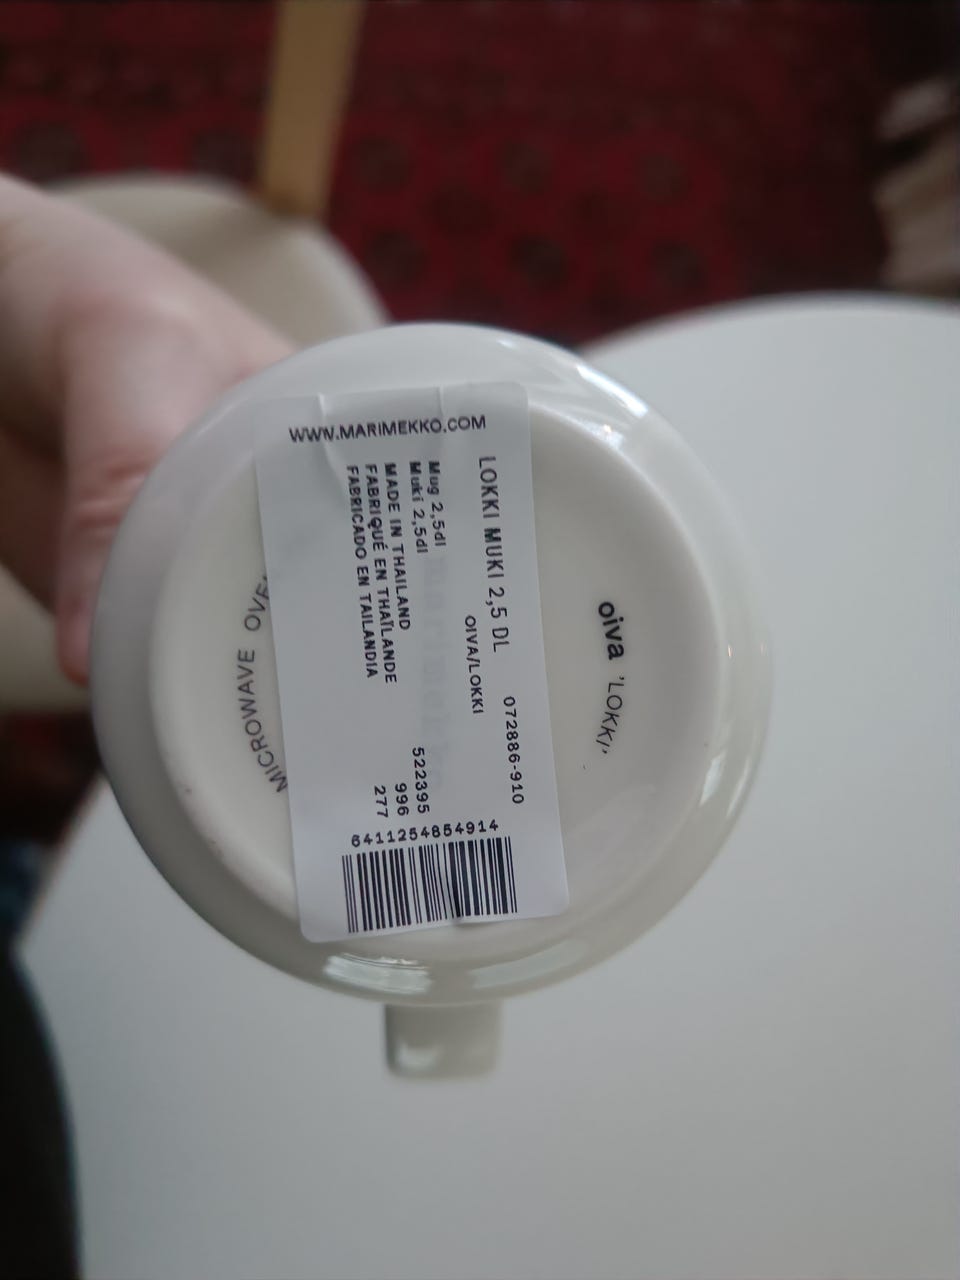 WWW.MARIMEKKO.COM
LOKKI MUKI 2,5 DL
072886-910
OIVA/LOKKI
Mug 2,5dl
Muki 2,5dl
522395
MADE IN THAILAND
996
FABRIQUÉ EN THAÏLANDE
277
FABRICADO EN TAILANDIA
6411254854914
oiva 'LOKKI'
MICROWAVE
marimekko